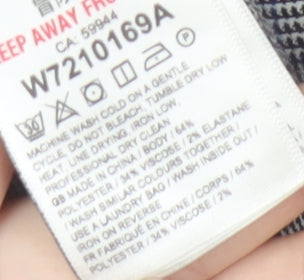 KEEP AWAY FR
CA: 59944
W7210169A
30
P
MACHINE WASH COLD ON A GENTLE
CYCLE, DO NOT BLEACH, TUMBLE DRY LOW
HEAT, LINE DRYING, IRON LOW,
PROFESSIONAL DRY CLEAN
GB MADE IN CHINA / BODY / 64%
POLYESTER / 34% VISCOSE / 2% ELASTANE
/ WASH SIMILAR COLOURS TOGETHER /
USE A LAUNDRY BAG / WASH INSIDE OUT /
IRON ON REVERSE
FR FABRIQUÉ EN CHINE / CORPS / 64%
POLYESTER / 34% VISCOSE / 2%